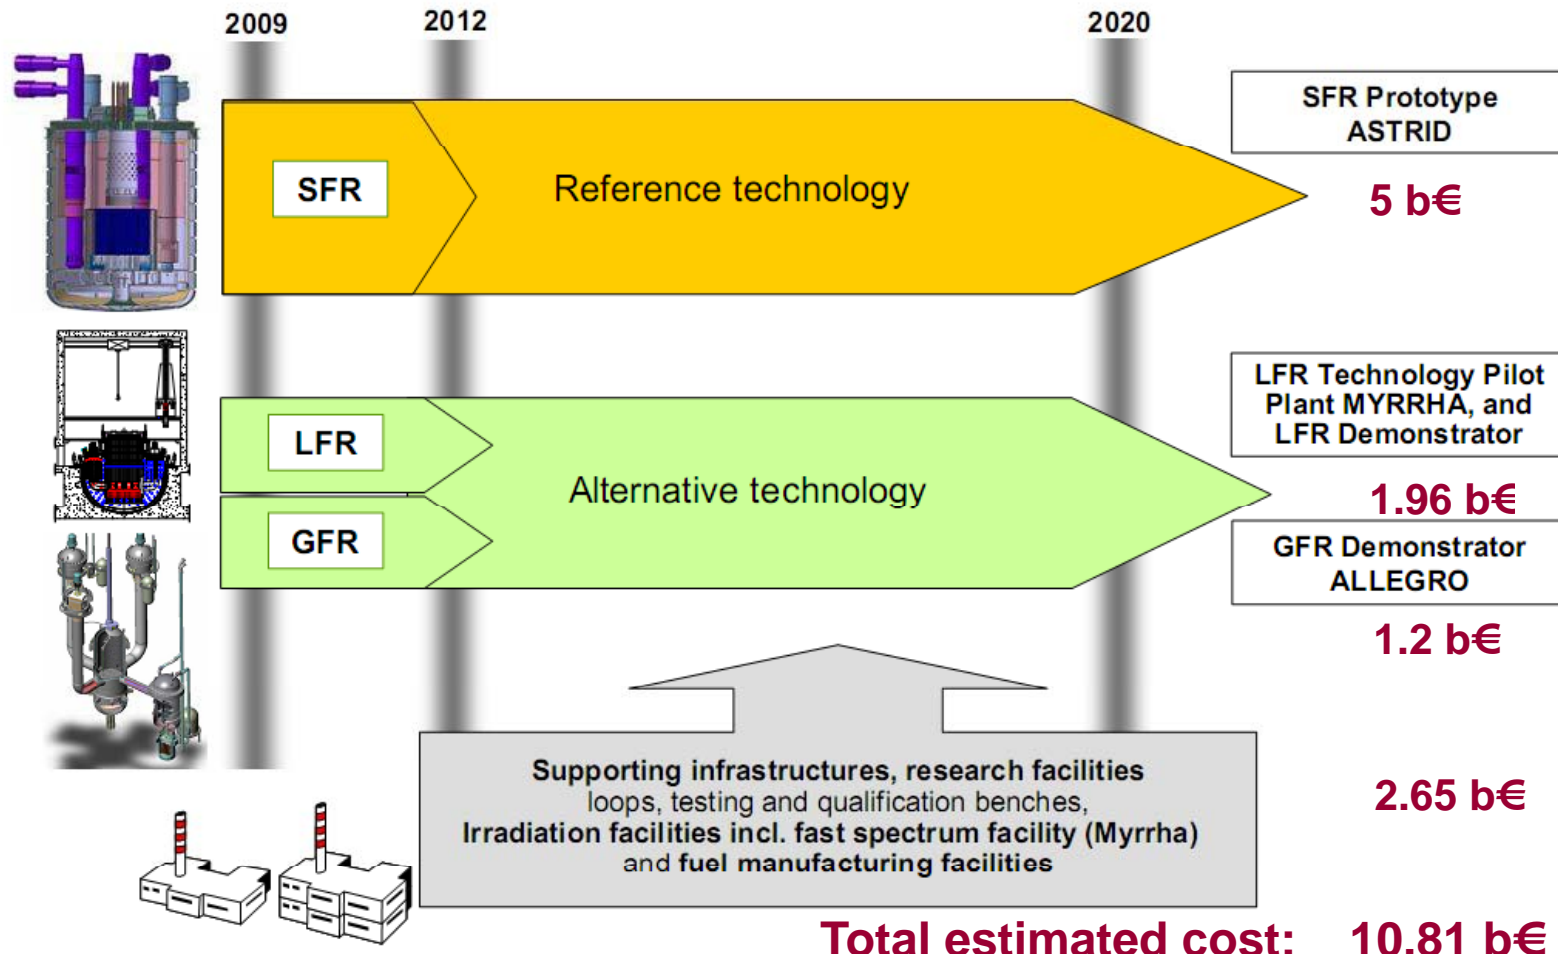 2009
2012
2020
SFR
Reference technology
SFR Prototype
ASTRID
5 b€
LFR
GFR
Alternative technology
LFR Technology Pilot
Plant MYRRHA, and
LFR Demonstrator
1.96 b€
GFR Demonstrator
ALLEGRO
1.2 b€
Supporting infrastructures, research facilities
loops, testing and qualification benches,
Irradiation facilities incl. fast spectrum facility (Myrrha)
and fuel manufacturing facilities
2.65 b€
Total estimated cost: 10.81 b€